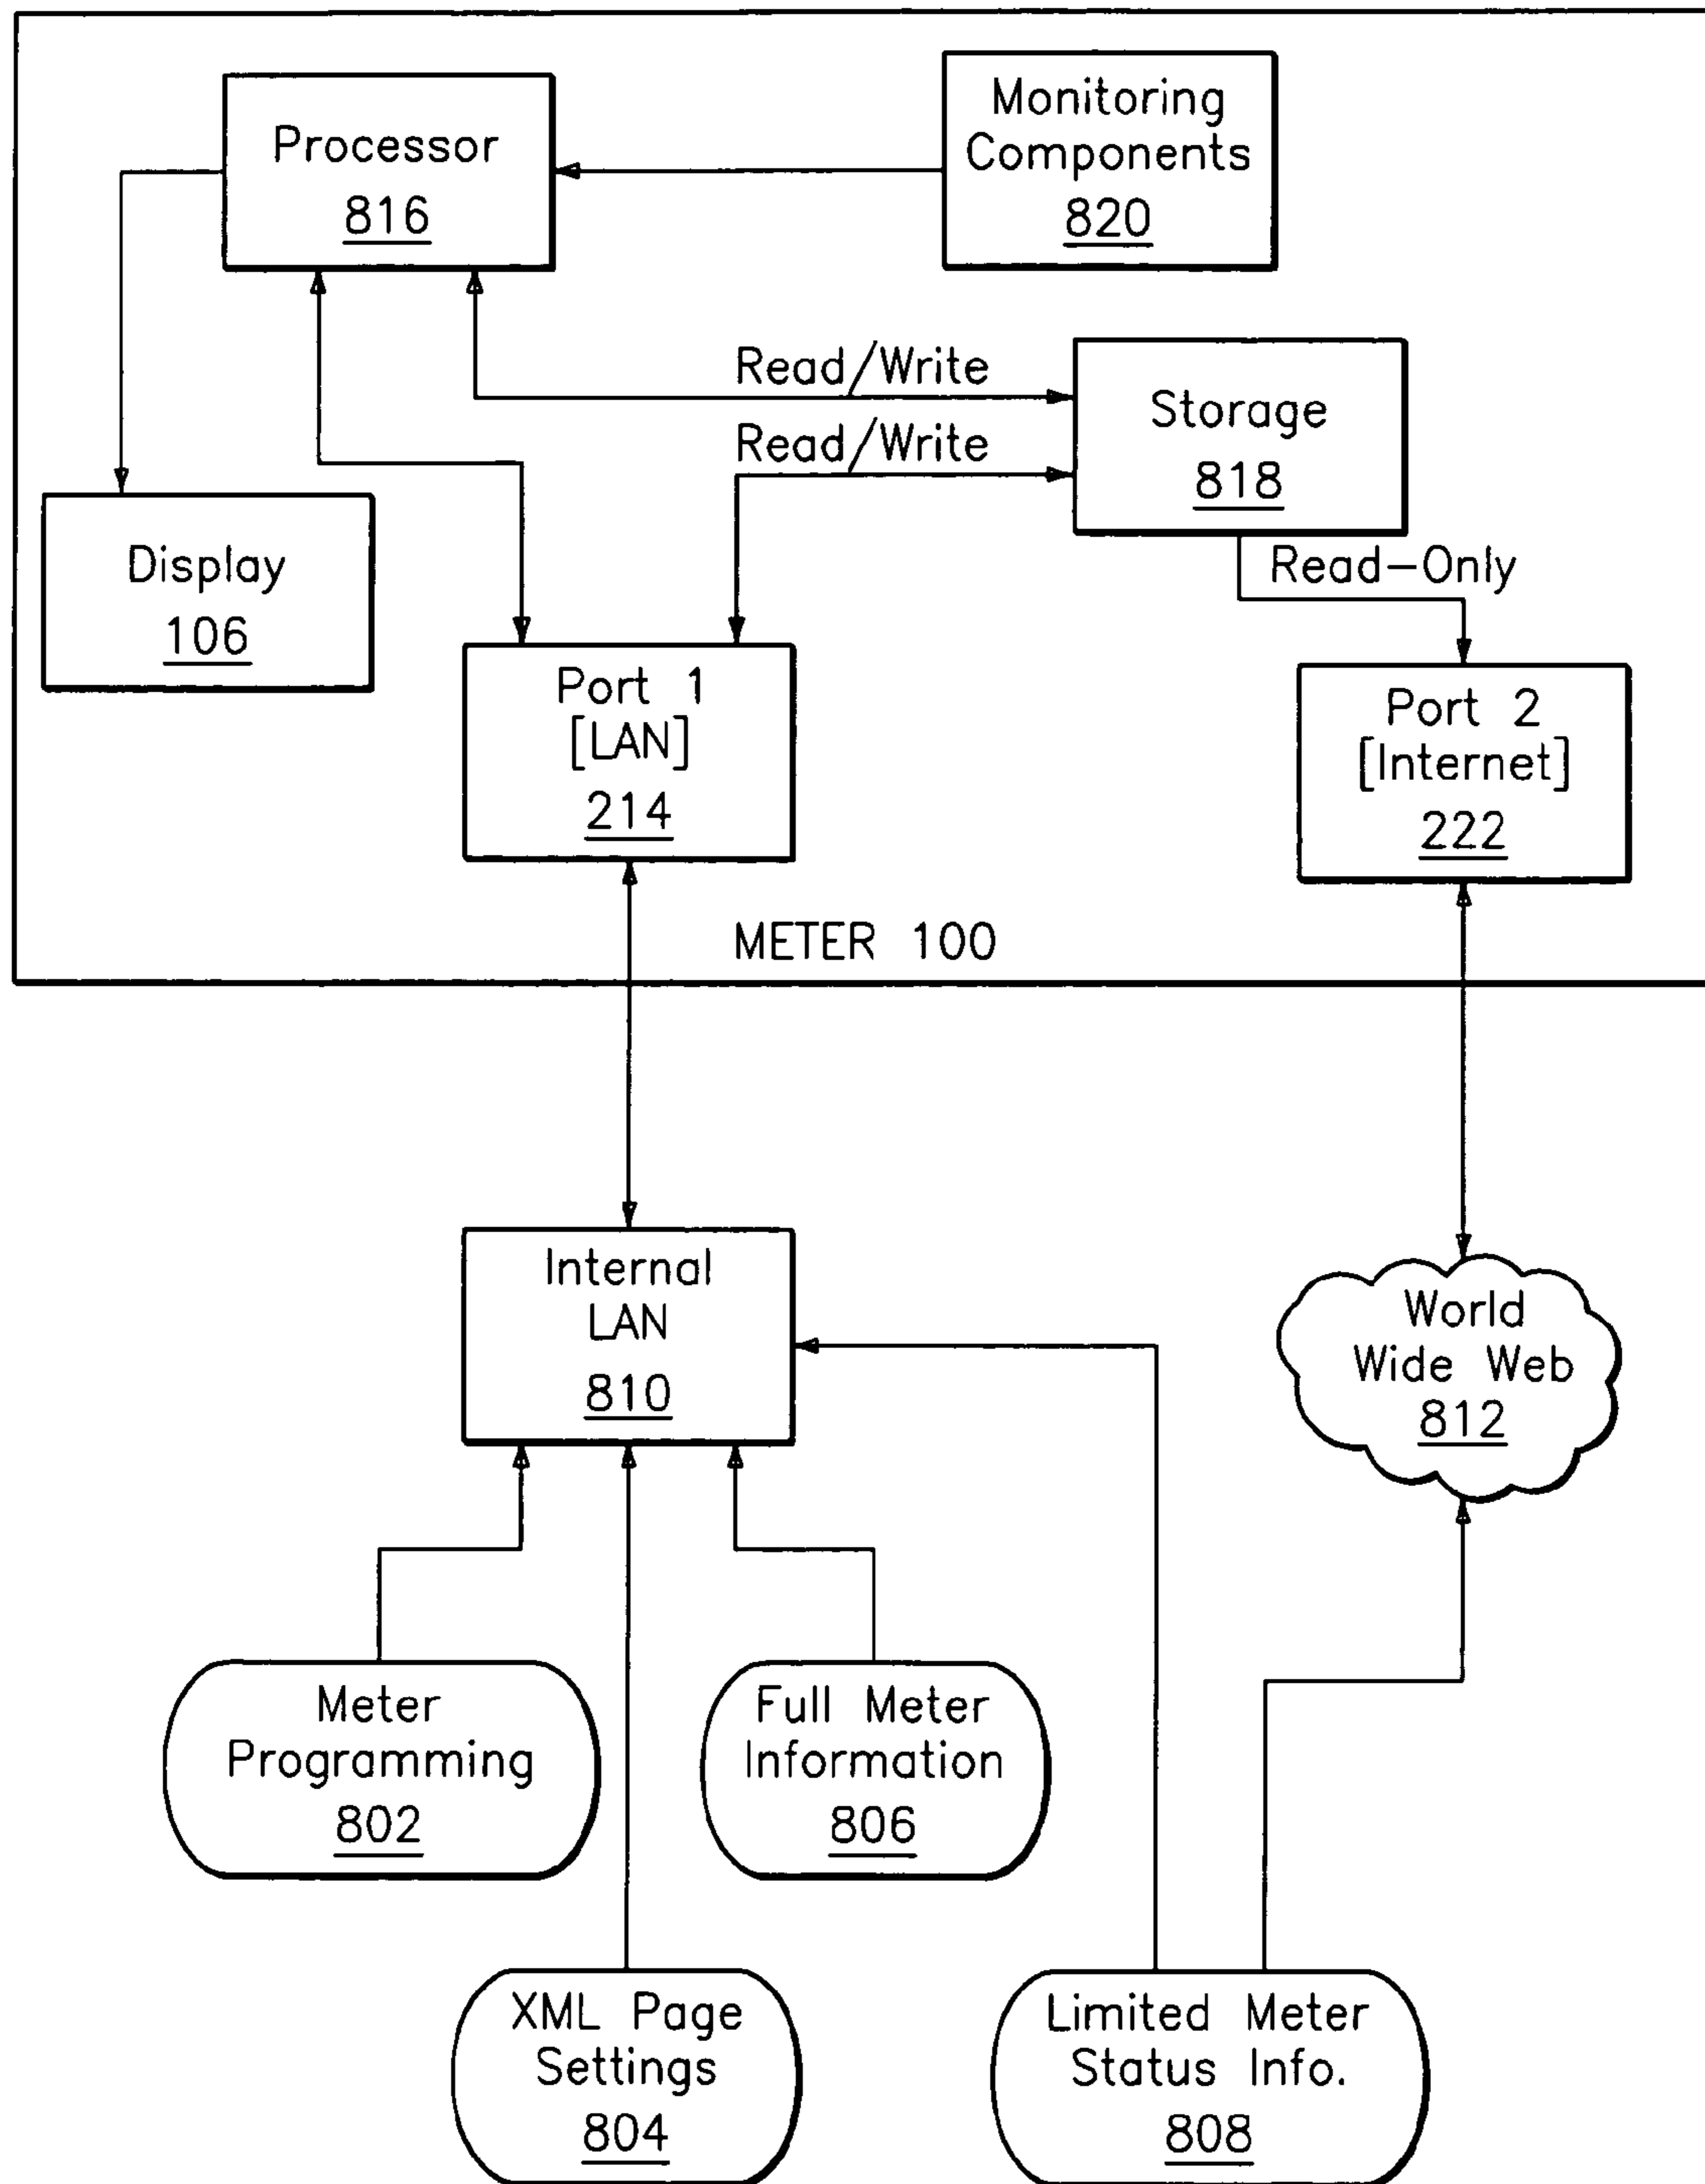 Processor
816
Monitoring
Components
820
Read/Write
Read/Write
Storage
818
Read-Only
Display
106
Port 1
[LAN]
214
Port 2
[Internet]
222
METER 100
Internal
LAN
810
World
Wide Web
812
Meter
Programming
802
Full Meter
Information
806
XML Page
Settings
804
Limited Meter
Status Info.
808